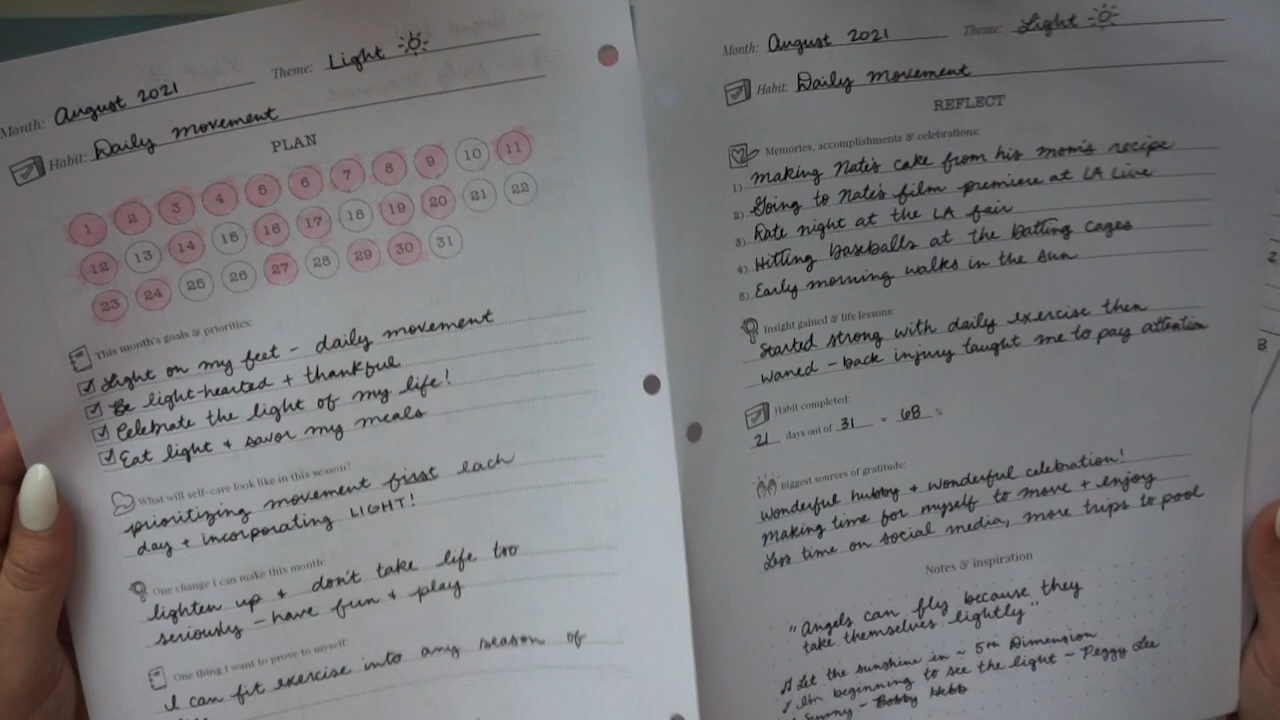 Month: August 2021 Theme: Light
Habit: Daily movement
PLAN
1 2 3 4 5 6 7 8 9 10 11
12 13 14 15 16 17 18 19 20 21 22
23 24 25 26 27 28 29 30 31
This month's goals & priorities:
Light on my feet - daily movement
Be light-hearted + thankful
Celebrate the light of my life!
Eat light + savor my meals
What will self-care look like in this season?
prioritizing movement first each
day + incorporating LIGHT!
One change I can make this month:
lighten up + don't take life too
seriously - have fun + play
One thing I want to prove to myself:
I can fit exercise into any season of
Month: August 2021 Theme: Light
Habit: Daily movement
REFLECT
Memories, accomplishments & celebrations:
1) Making Nate's cake from his mom's recipe
2) Going to Nate's film premiere at LA Live
3) Date night at the LA fair
4) Hitting baseballs at the batting cages
5) Early morning walks in the sun
Insight gained & life lessons:
Started strong with daily exercise then
waned - back injury taught me to pay attention
Habit completed:
21 days out of 31 = 68 %
Biggest sources of gratitude:
Wonderful hubby + wonderful celebration!
Making time for myself to move + enjoy
Less time on social media, more trips to pool
Notes & inspiration
"Angels can fly because they
take themselves lightly"
♫ Let the sunshine in ~ 5th Dimension
♪ I'm beginning to see the light - Peggy Lee
Sunny - Bobby Hebb